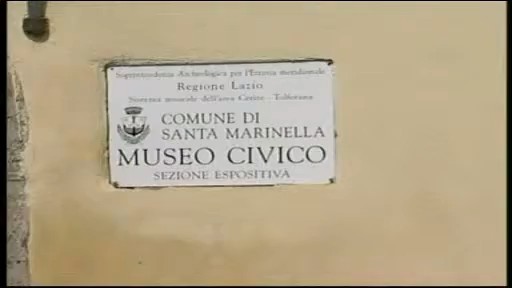 Soprintendenza Archeologica per l'Etruria meridionale
Regione Lazio
Sistema museale dell'area Cerite - Tolfetana
COMUNE DI
SANTA MARINELLA
MUSEO CIVICO
SEZIONE ESPOSITIVA